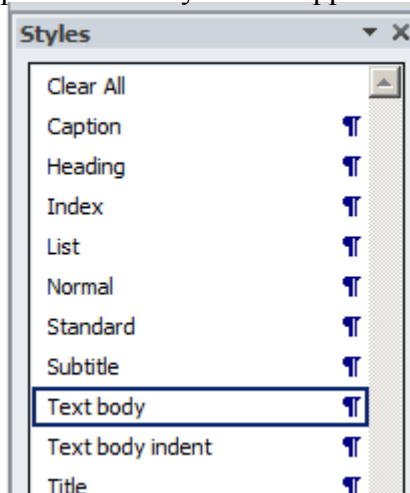 Styles
Clear All
Caption ¶
Heading ¶
Index ¶
List ¶
Normal ¶
Standard ¶
Subtitle ¶
Text body ¶
Text body indent ¶
Title ¶